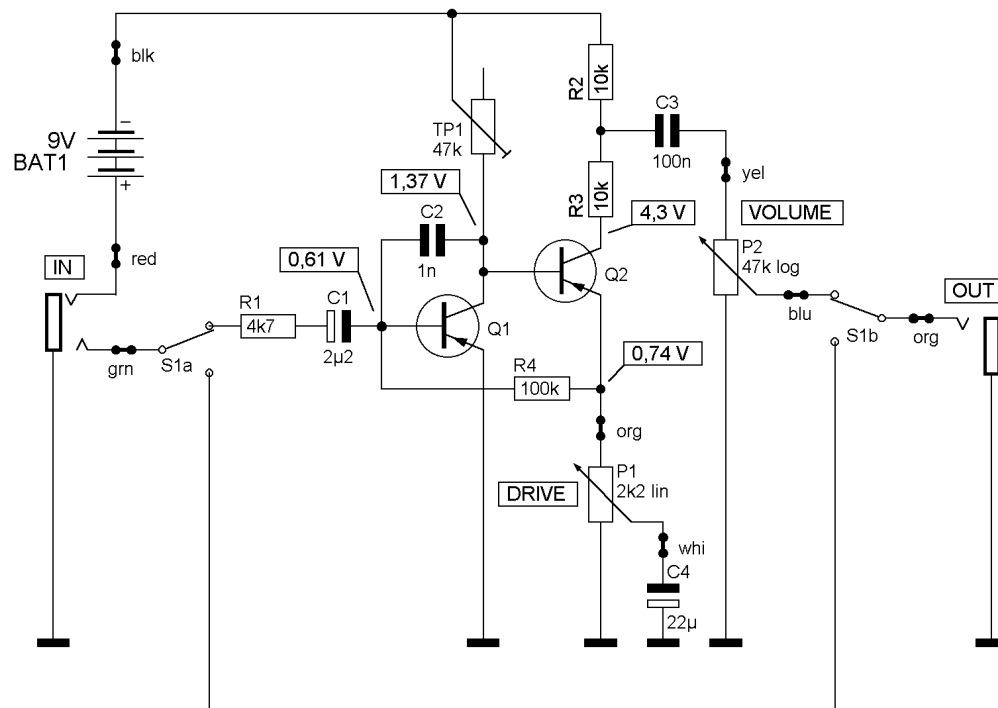 blk
−
9V
BAT1
+
red
IN
grn
S1a
R1
4k7
C1
2µ2
0,61 V
C2
1n
1,37 V
TP1
47k
Q1
R4
100k
R2
10k
R3
10k
Q2
4,3 V
0,74 V
org
P1
2k2 lin
DRIVE
whi
C4
22µ
C3
100n
yel
VOLUME
P2
47k log
blu
S1b
org
OUT